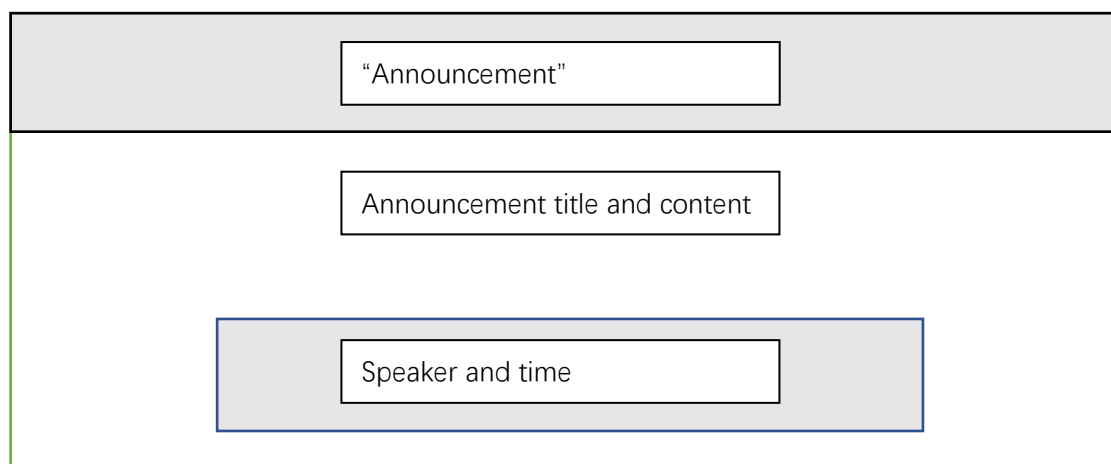 “Announcement”
Announcement title and content
Speaker and time